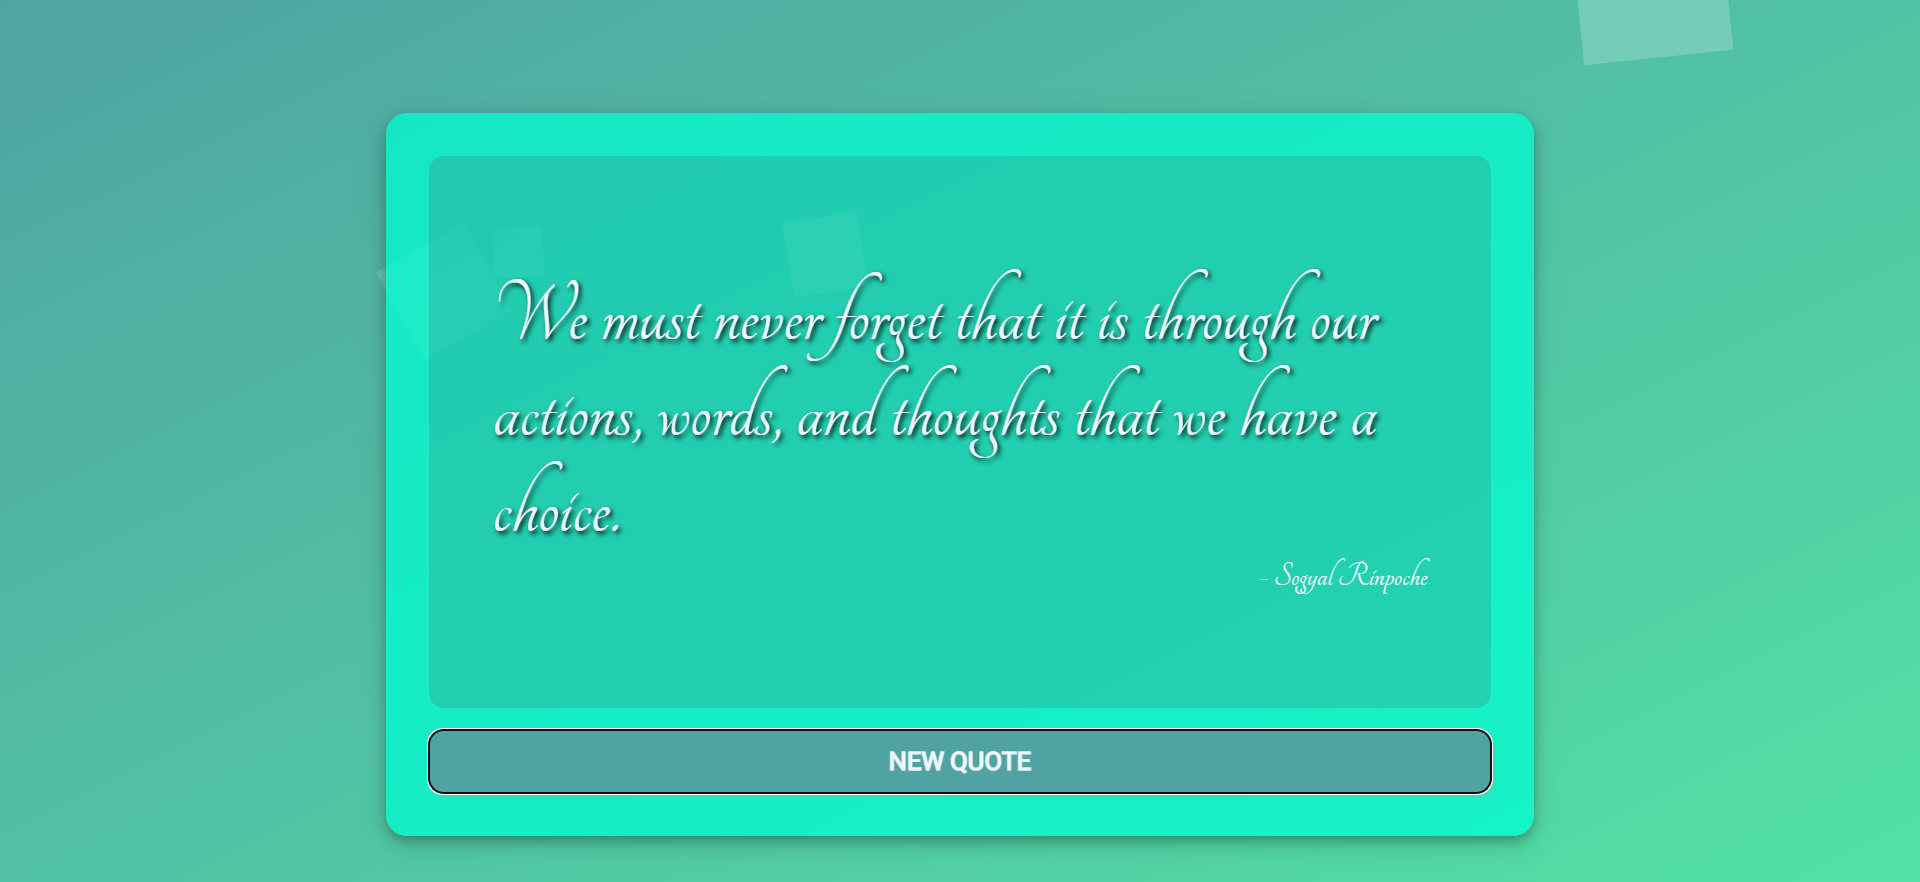 We must never forget that it is through our
actions, words, and thoughts that we have a
choice.
- Sogyal Rinpoche
NEW QUOTE